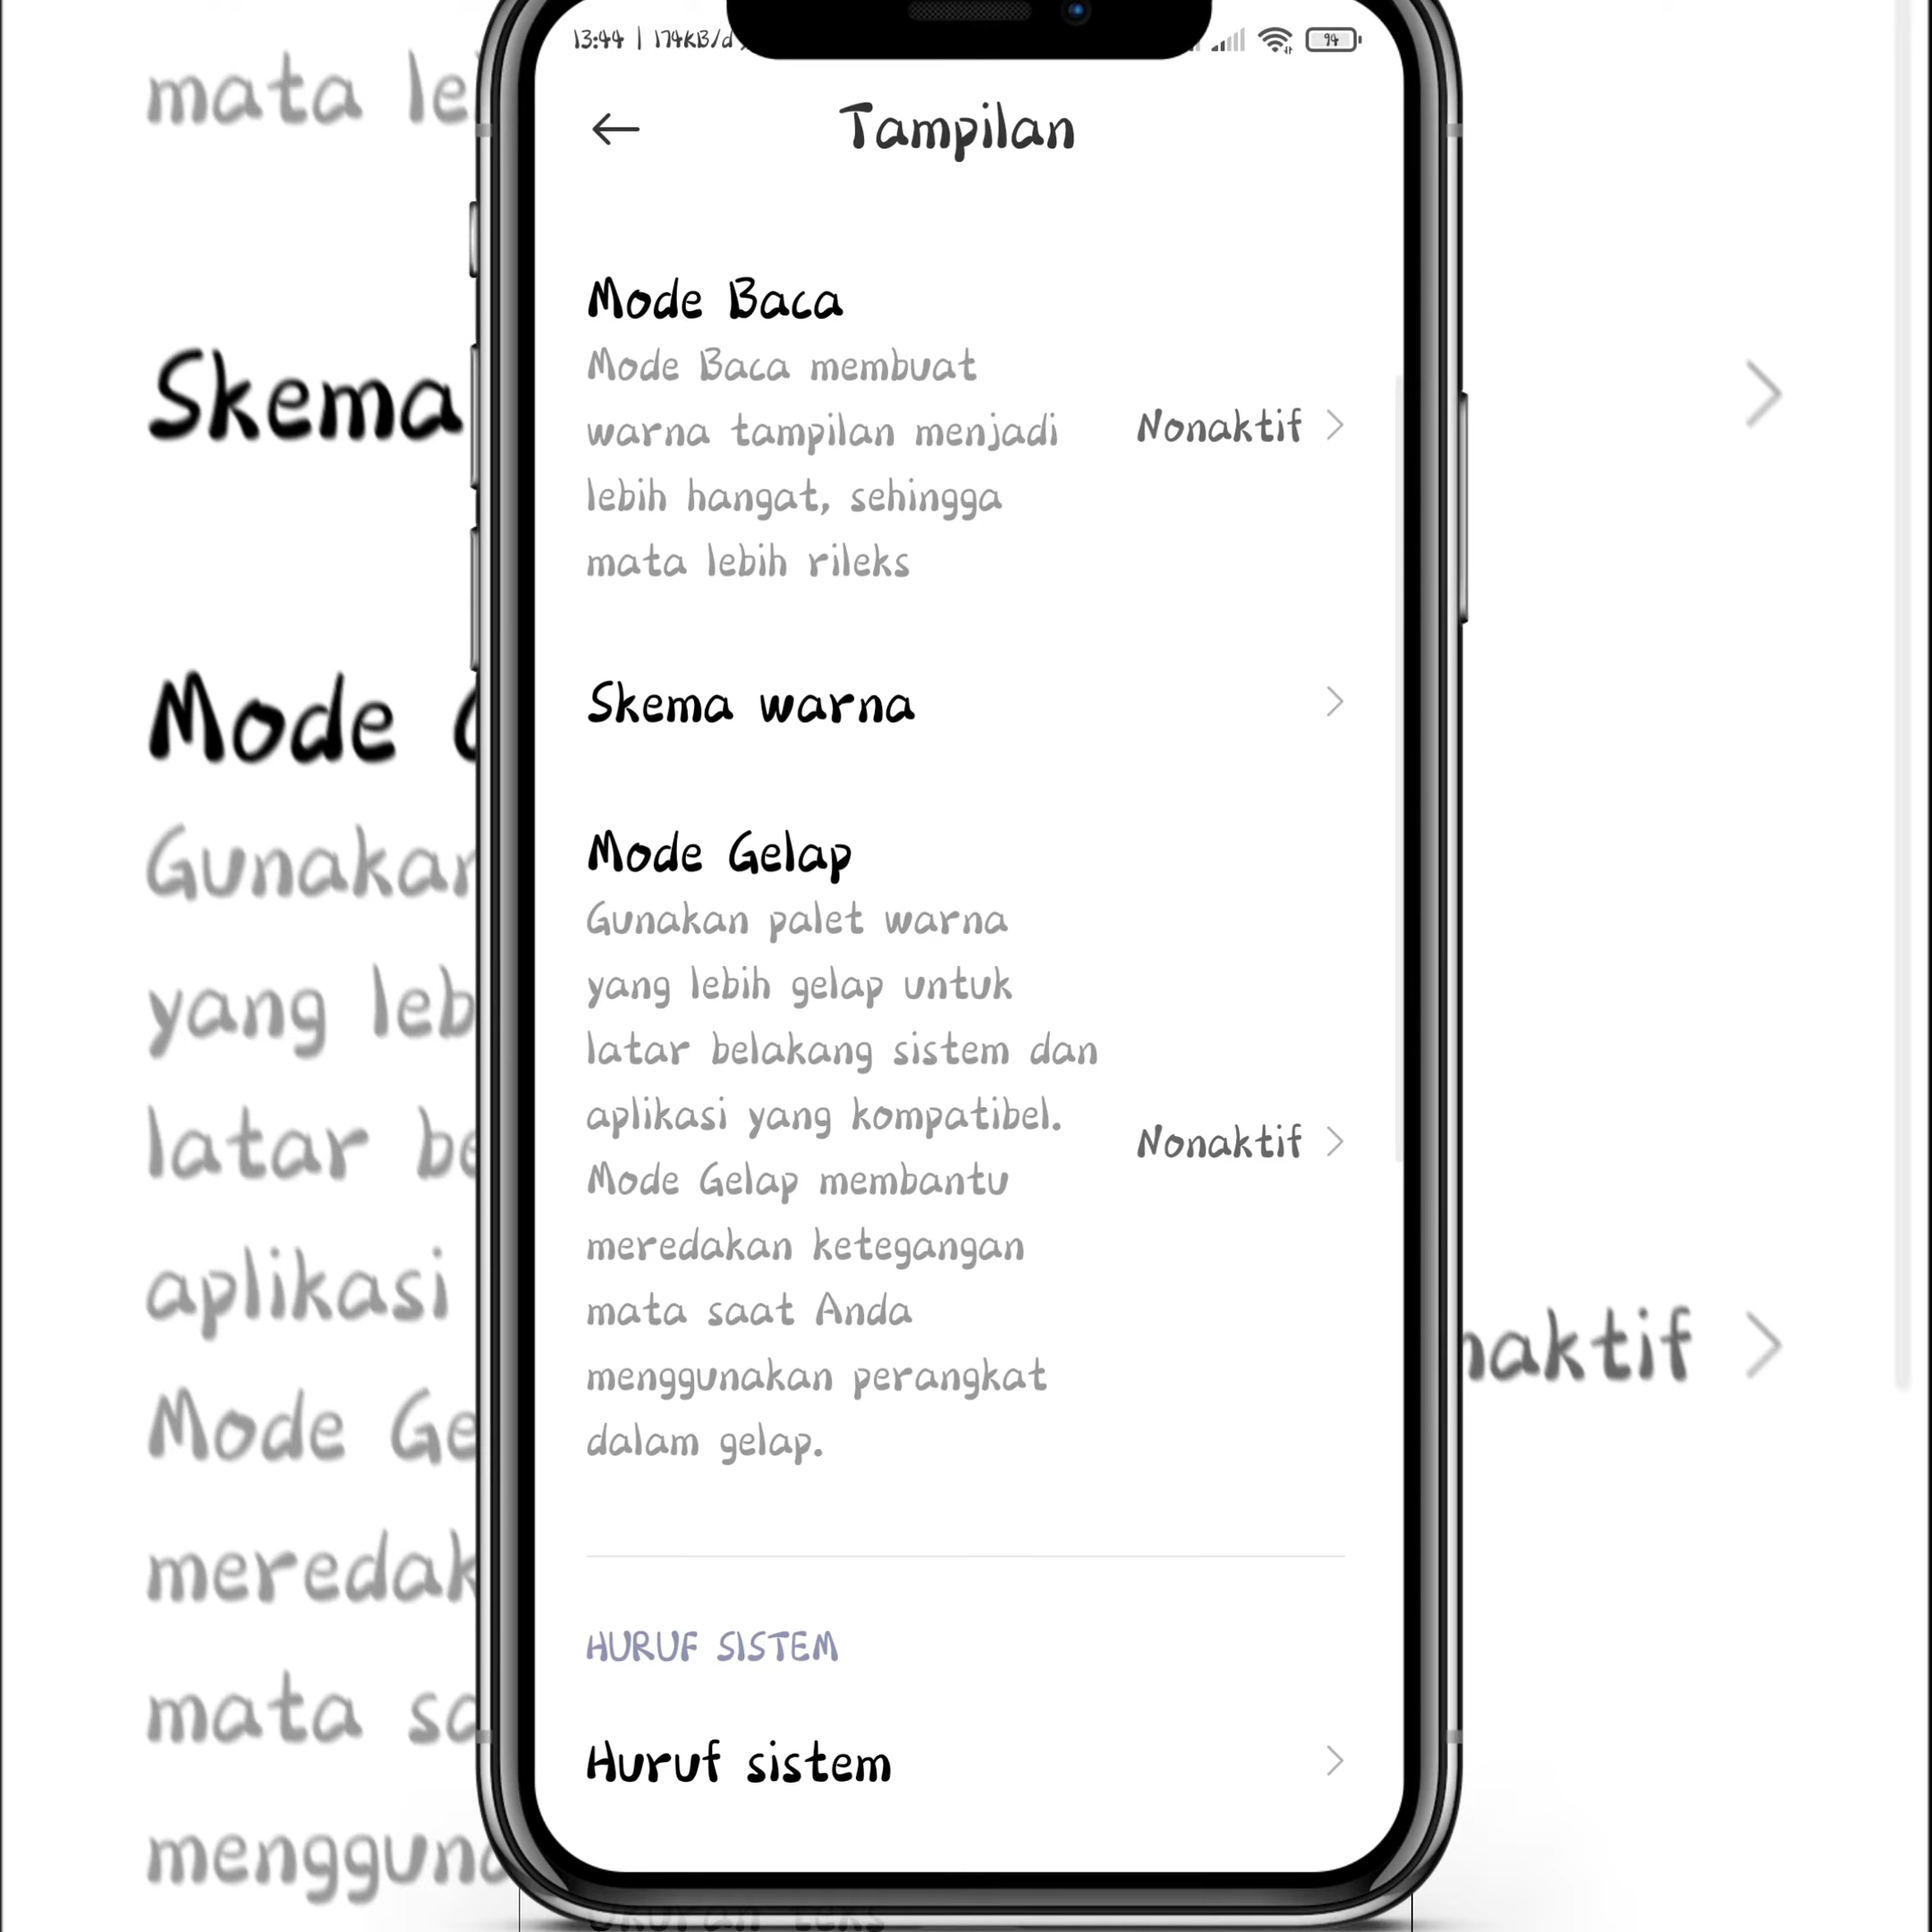 13:44 | 174KB/d
94
Tampilan
Mode Baca
Mode Baca membuat
warna tampilan menjadi
lebih hangat, sehingga
mata lebih rileks
Nonaktif
Skema warna
Mode Gelap
Gunakan palet warna
yang lebih gelap untuk
latar belakang sistem dan
aplikasi yang kompatibel.
Mode Gelap membantu
meredakan ketegangan
mata saat Anda
menggunakan perangkat
dalam gelap.
Nonaktif
HURUF SISTEM
Huruf sistem
mata le
Skema
Mode
Gunakan
yang leb
latar be
aplikasi
Mode Ge
meredak
mata sa
mengguna
naktif